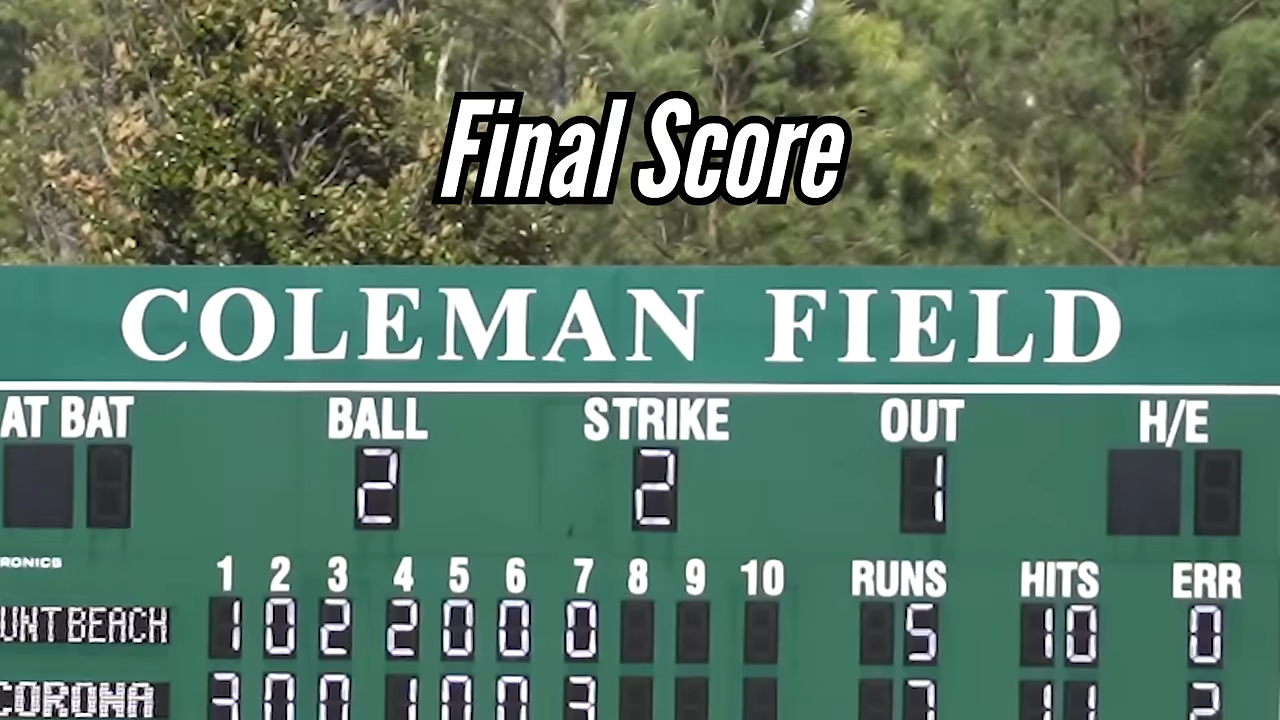 Final Score
COLEMAN FIELD
AT BAT BALL STRIKE OUT H/E
2 2 1
RONICS
1 2 3 4 5 6 7 8 9 10 RUNS HITS ERR
UNT BEACH 1 0 2 2 0 0 0 5 10 0
CORONA 3 0 0 1 0 0 3 7 11 2